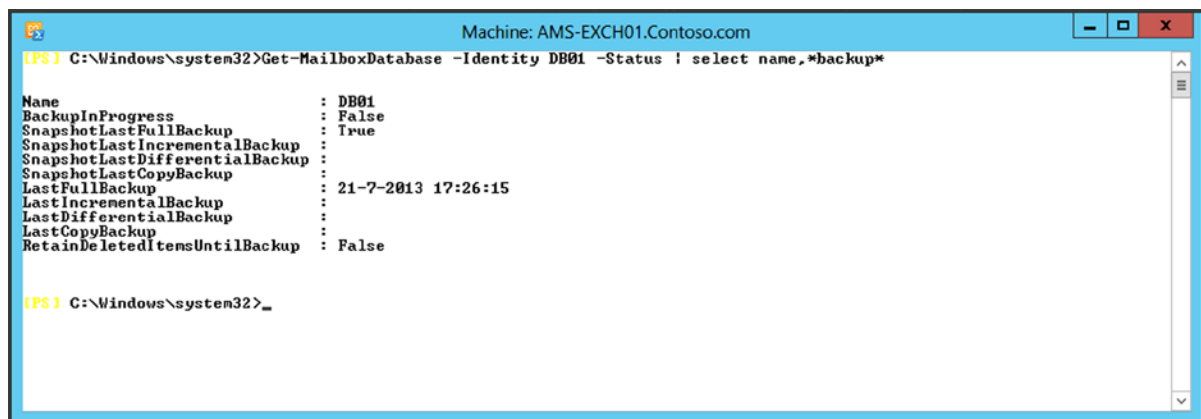 Machine: AMS-EXCH01.Contoso.com
[PS] C:\Windows\system32>Get-MailboxDatabase -Identity DB01 -Status | select name,*backup*
Name : DB01
BackupInProgress : False
SnapshotLastFullBackup : True
SnapshotLastIncrementalBackup :
SnapshotLastDifferentialBackup :
SnapshotLastCopyBackup :
LastFullBackup : 21-7-2013 17:26:15
LastIncrementalBackup :
LastDifferentialBackup :
LastCopyBackup :
RetainDeletedItemsUntilBackup : False
[PS] C:\Windows\system32>_